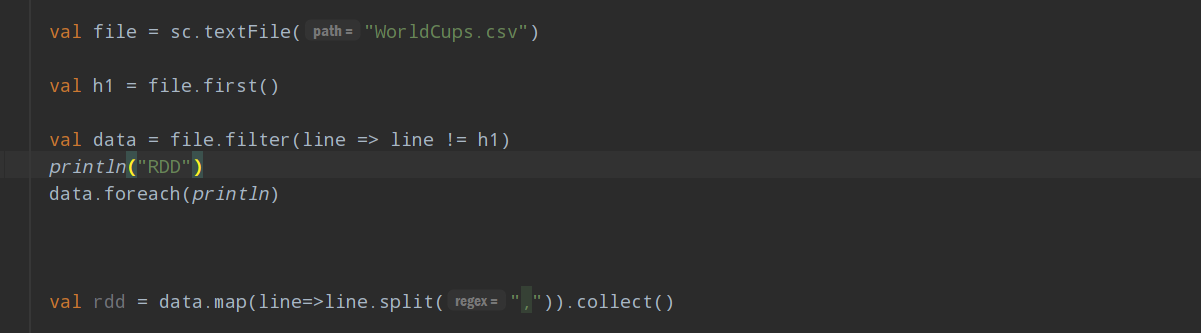 val file = sc.textFile( path = "WorldCups.csv")
val h1 = file.first()
val data = file.filter(line => line != h1)
println("RDD")
data.foreach(println)
val rdd = data.map(line=>line.split( regex = ",")).collect()